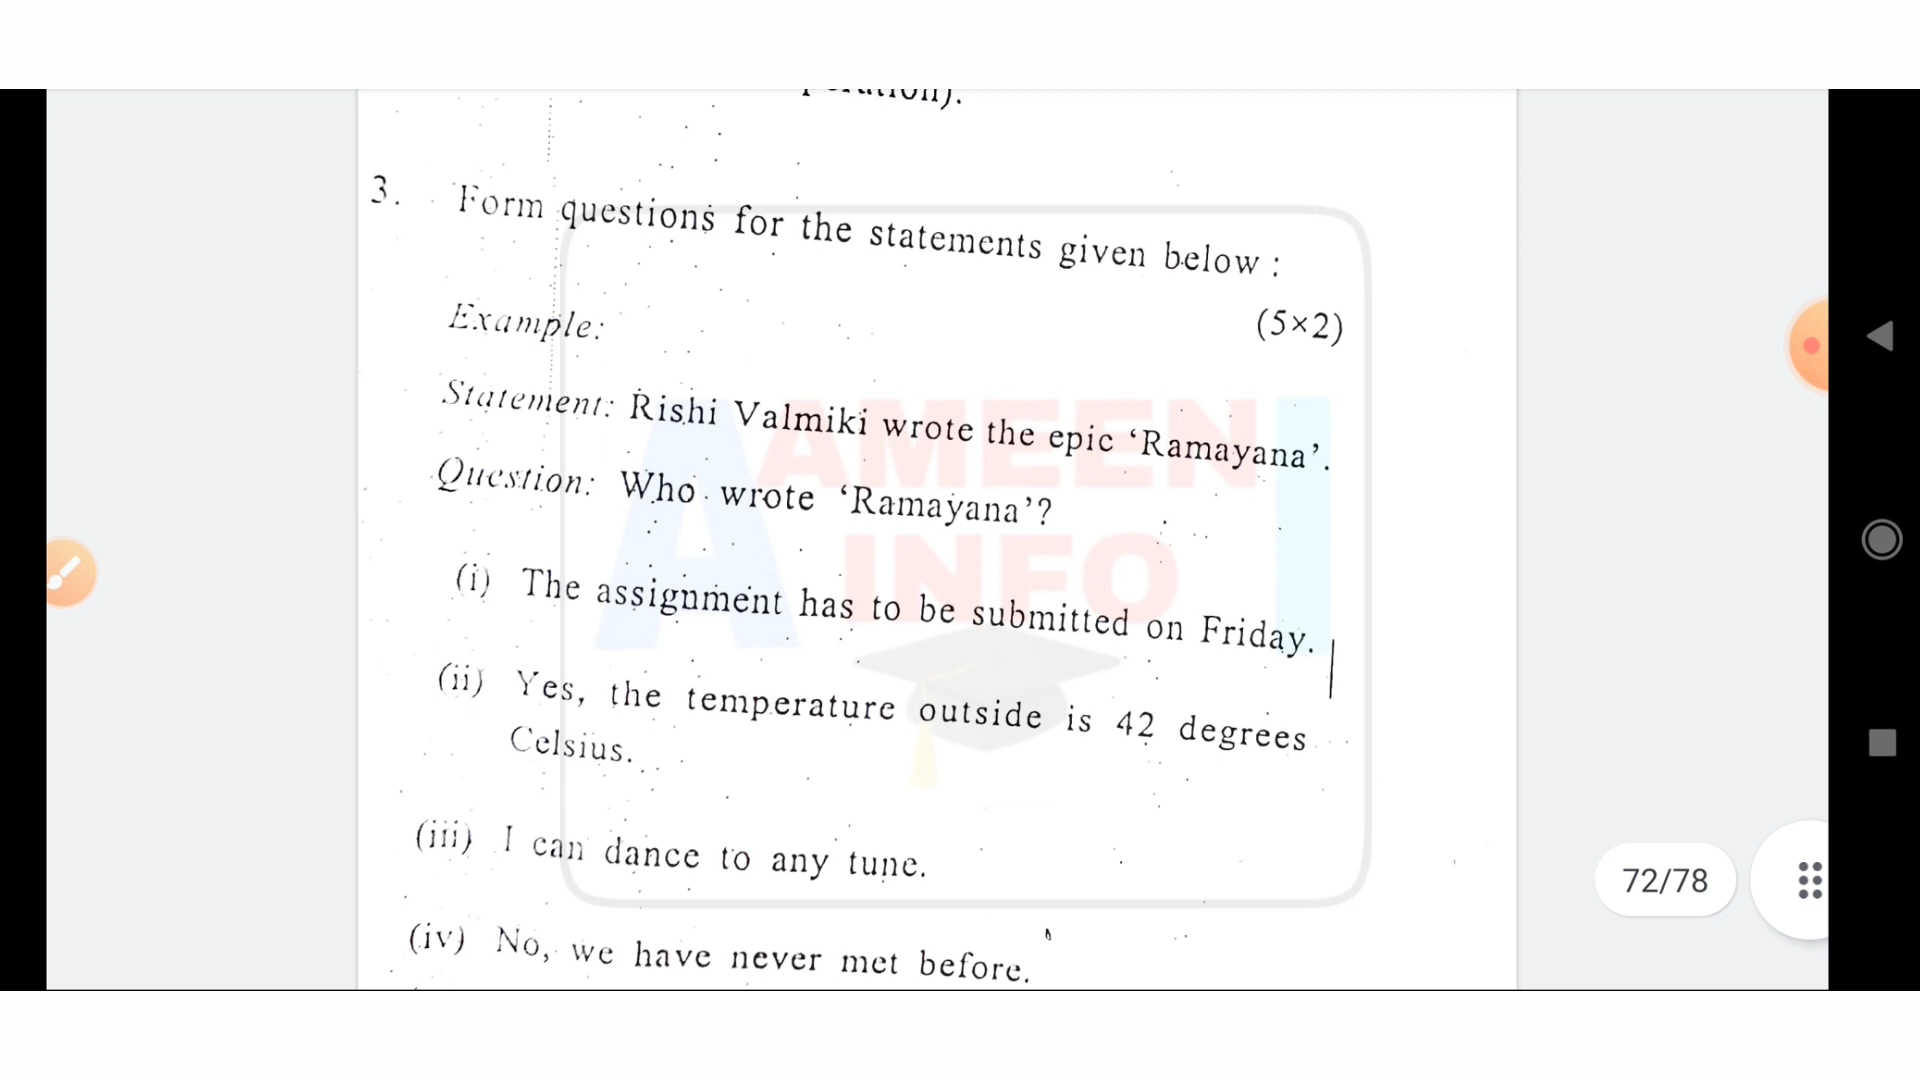 3. Form questions for the statements given below :
(5×2)
Example:
Statement: Rishi Valmiki wrote the epic ‘Ramayana’.
Question: Who wrote ‘Ramayana’?
(i) The assignment has to be submitted on Friday.
(ii) Yes, the temperature outside is 42 degrees
Celsius.
(iii) I can dance to any tune.
(iv) No, we have never met before.
72/78
AMEEN
INFO